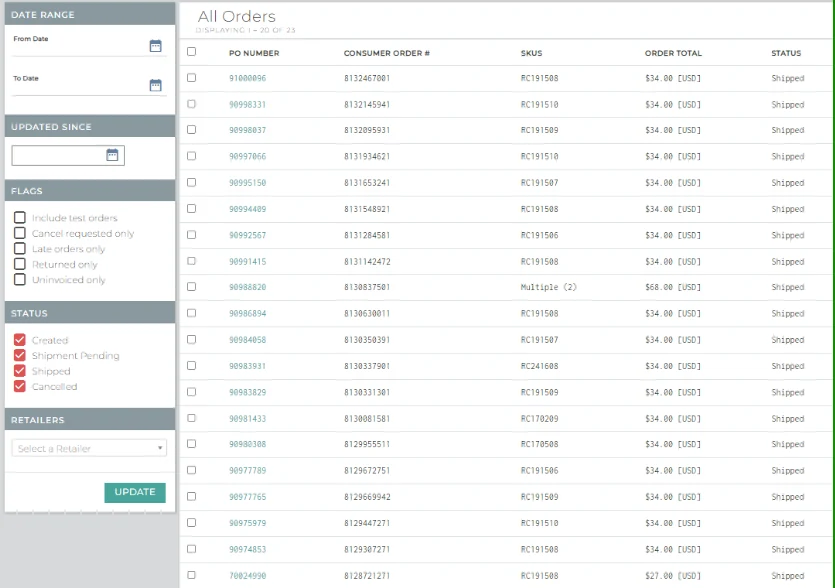 DATE RANGE
From Date
To Date
UPDATED SINCE
FLAGS
Include test orders
Cancel requested only
Late orders only
Returned only
Uninvoiced only
STATUS
Created
Shipment Pending
Shipped
Cancelled
RETAILERS
Select a Retailer
UPDATE
All Orders
DISPLAYING 1 – 20 OF 23
PO NUMBER CONSUMER ORDER # SKUS ORDER TOTAL STATUS
91000096 8132467001 RC191508 $34.00 [USD] Shipped
90998331 8132145941 RC191510 $34.00 [USD] Shipped
90998037 8132095931 RC191509 $34.00 [USD] Shipped
90997066 8131934621 RC191510 $34.00 [USD] Shipped
90995150 8131653241 RC191507 $34.00 [USD] Shipped
90994409 8131548921 RC191508 $34.00 [USD] Shipped
90992567 8131284581 RC191506 $34.00 [USD] Shipped
90991415 8131142472 RC191508 $34.00 [USD] Shipped
90988820 8130837501 Multiple (2) $68.00 [USD] Shipped
90986894 8130630011 RC191508 $34.00 [USD] Shipped
90984058 8130350391 RC191507 $34.00 [USD] Shipped
90983931 8130337901 RC241608 $34.00 [USD] Shipped
90983829 8130331301 RC191509 $34.00 [USD] Shipped
90981433 8130081581 RC170209 $34.00 [USD] Shipped
90980308 8129955511 RC170508 $34.00 [USD] Shipped
90977789 8129672751 RC191506 $34.00 [USD] Shipped
90977765 8129669942 RC191509 $34.00 [USD] Shipped
90975979 8129447271 RC191510 $34.00 [USD] Shipped
90974853 8129307271 RC191508 $34.00 [USD] Shipped
70024990 8128721271 RC191508 $27.00 [USD] Shipped